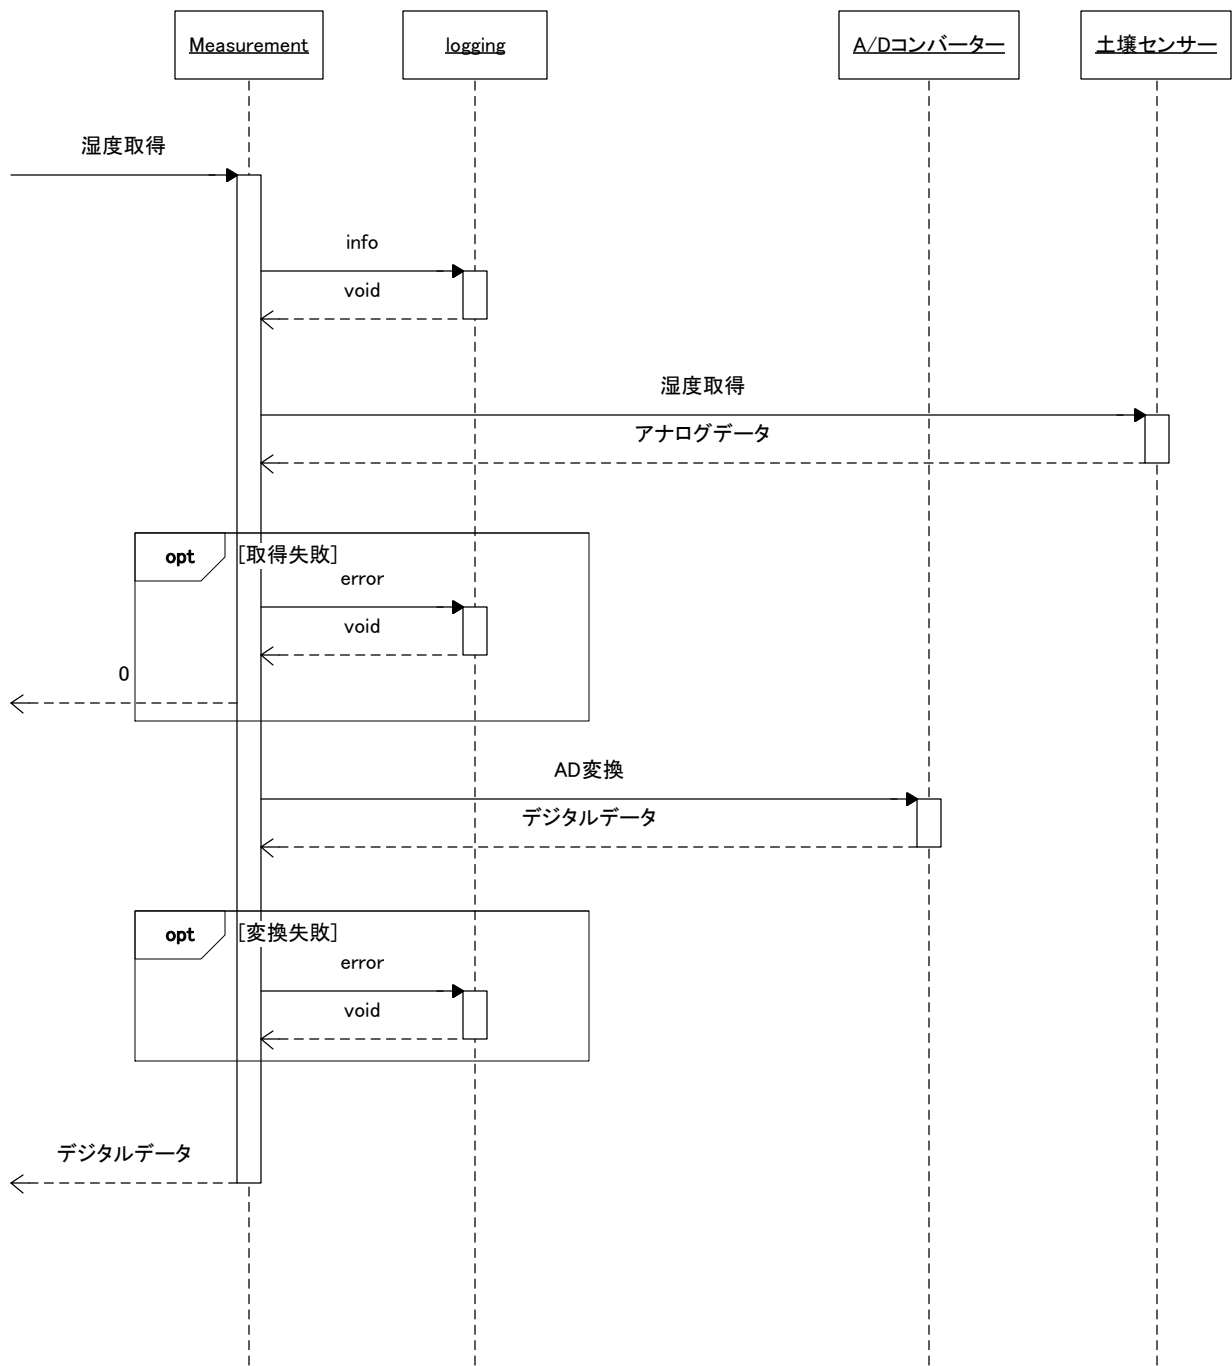 Measurement
logging
A/Dコンバーター
土壌センサー
湿度取得
info
void
湿度取得
アナログデータ
opt
[取得失敗]
error
void
0
AD変換
デジタルデータ
opt
[変換失敗]
error
void
デジタルデータ